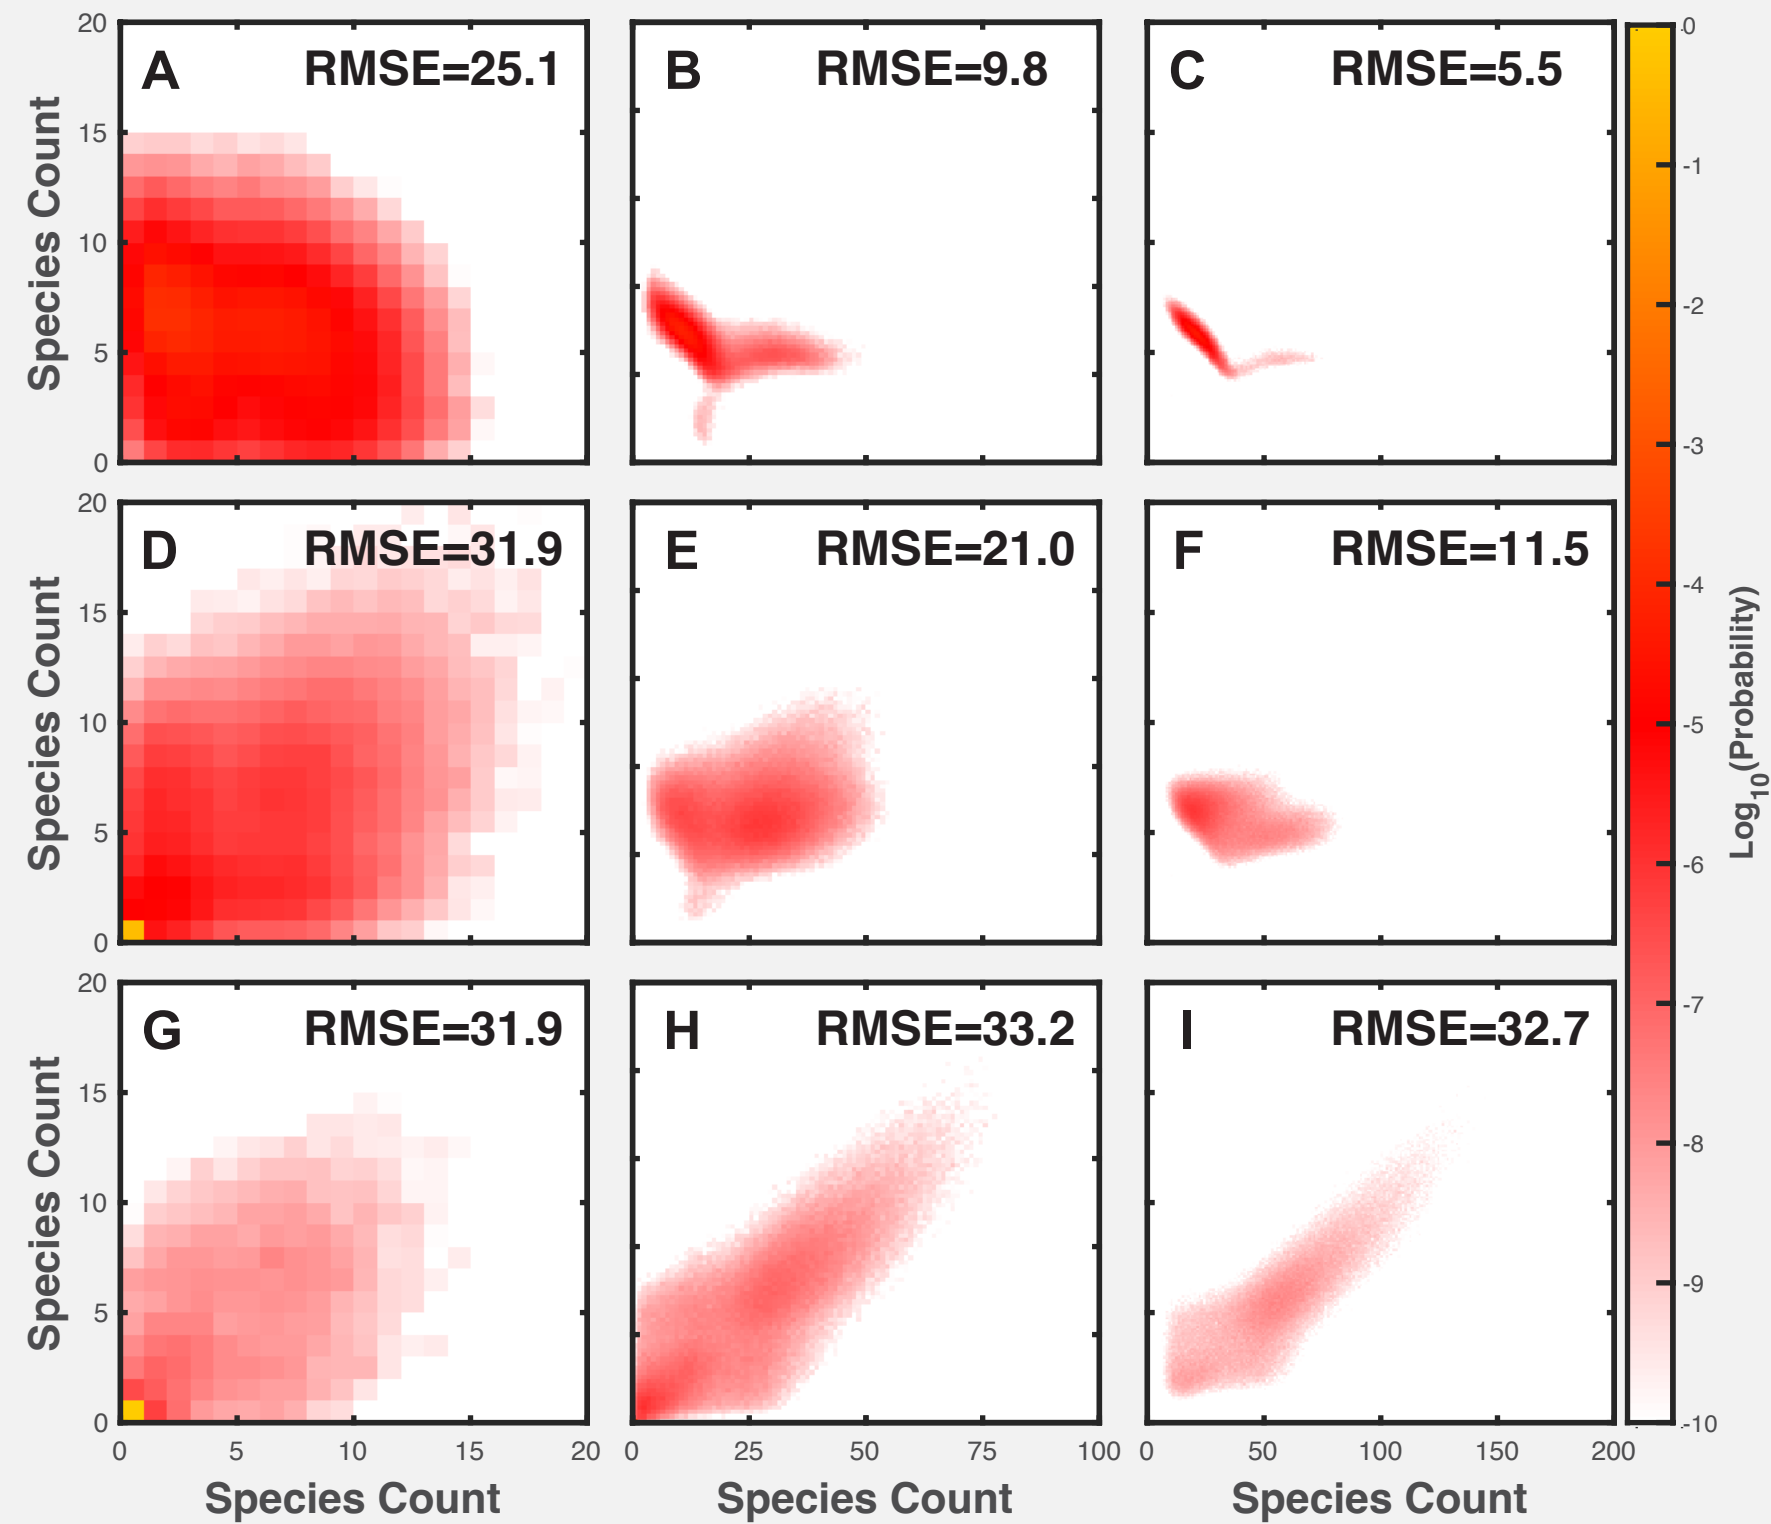 A RMSE=25.1
B RMSE=9.8
C RMSE=5.5
20
15
10
5
0
Species Count
D RMSE=31.9
E RMSE=21.0
F RMSE=11.5
20
15
10
5
0
Species Count
G RMSE=31.9
H RMSE=33.2
I RMSE=32.7
20
15
10
5
0
Species Count
0 5 10 15 20
0 25 50 75 100
0 50 100 150 200
Species Count
Species Count
Species Count
0
-1
-2
-3
-4
-5
-6
-7
-8
-9
-10
Log10(Probability)